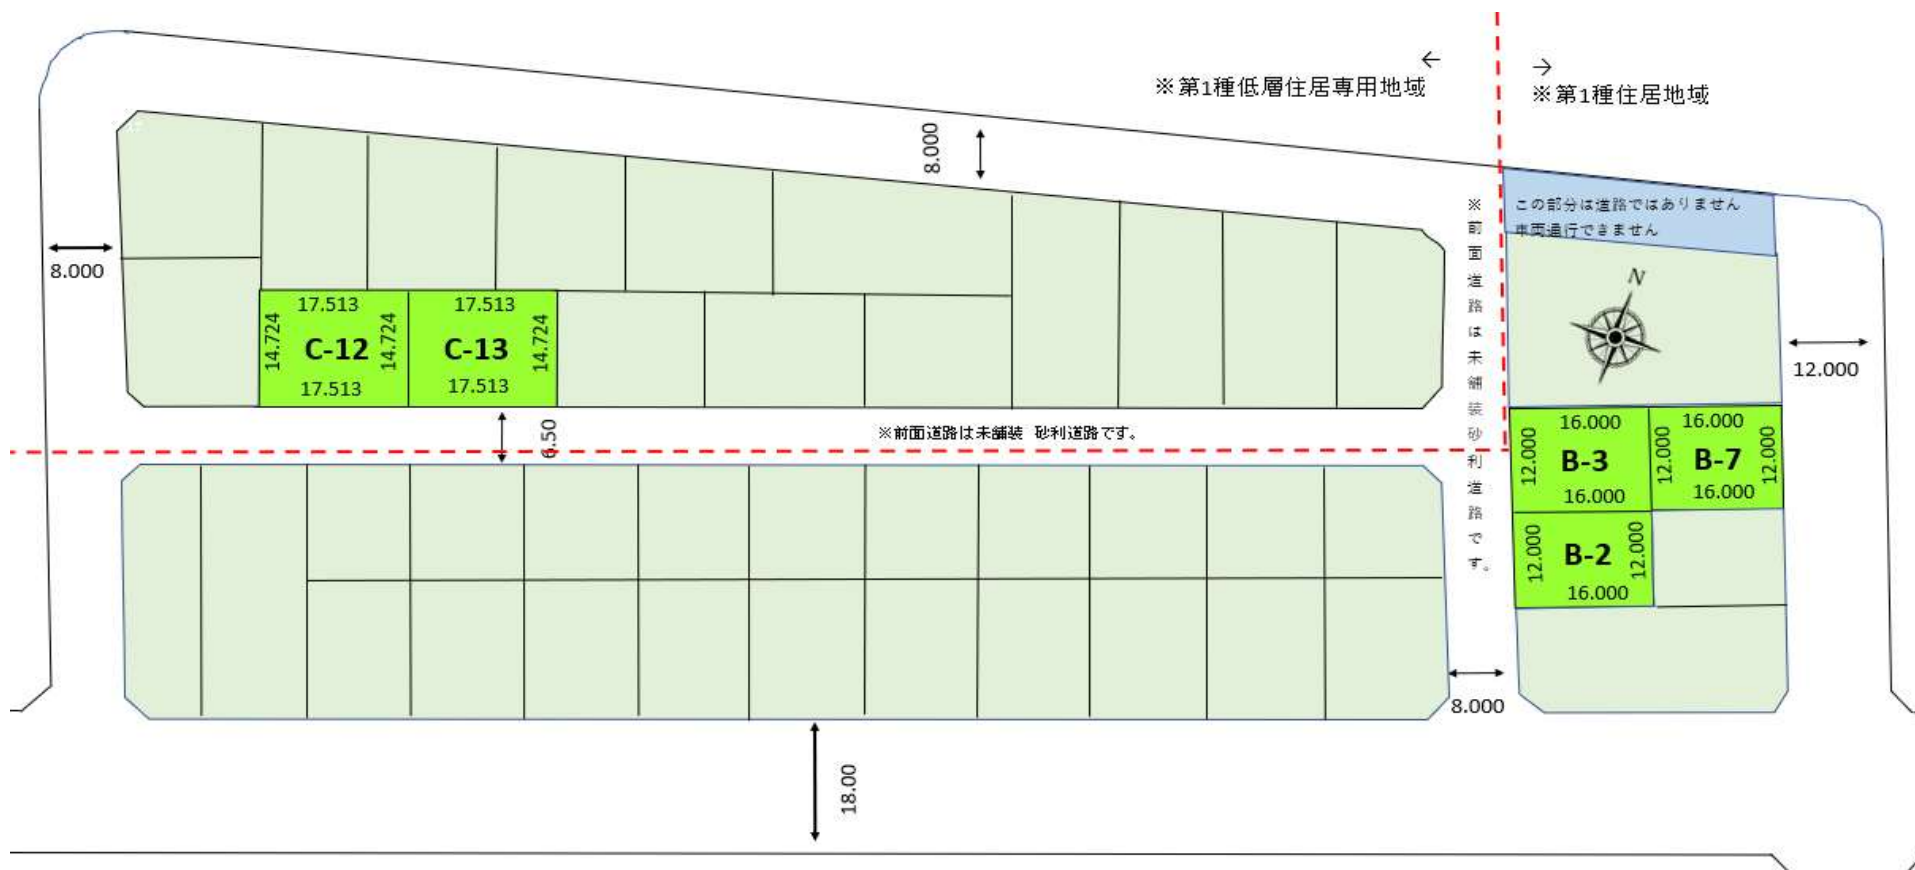 ← →
※第1種低層住居専用地域 ※第1種住居地域
8.000
※前面道路は未舗装砂利道路です。
この部分は道路ではありません
車両通行できません
N
8.000
12.000
17.513 17.513
14.724 14.724 14.724
C-12 C-13
17.513 17.513
6.50
※前面道路は未舗装 砂利道路です。
16.000 16.000
12.000 12.000 12.000
B-3 B-7
16.000 16.000
12.000 12.000
B-2
16.000
8.000
18.00